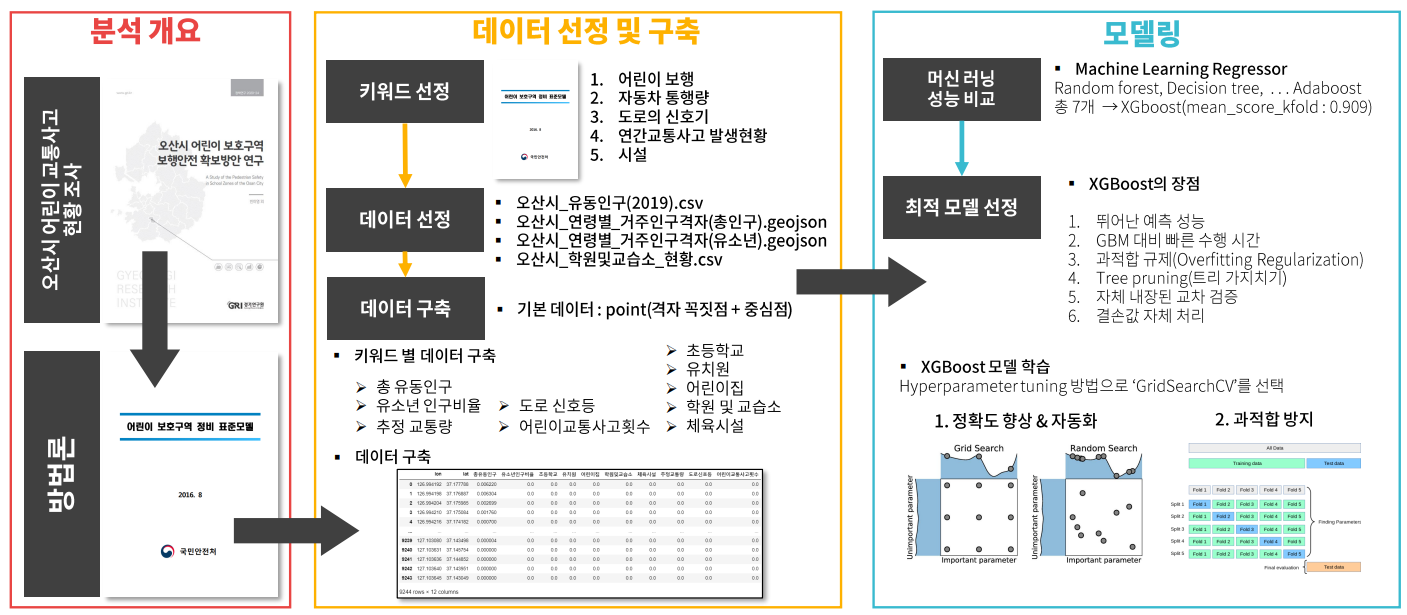 분석 개요
오산시 어린이 교통사고
현황 조사
오산시 어린이 보호구역
보행안전 확보방안 연구
A Study of the Pedestrian Safety
in School Zones of the Osan City
GYEONGGI
RESEARCH
INSTITUTE
GRI 경기연구원
방법론
어린이 보호구역 정비 표준모델
2016. 8
국민안전처
데이터 선정 및 구축
키워드 선정
어린이 보호구역 정비 표준모델
2016. 8
국민안전처
1. 어린이 보행
2. 자동차 통행량
3. 도로의 신호기
4. 연간교통사고 발생현황
5. 시설
데이터 선정
▪ 오산시_유동인구(2019).csv
▪ 오산시_연령별_거주인구격자(총인구).geojson
▪ 오산시_연령별_거주인구격자(유소년).geojson
▪ 오산시_학원및교습소_현황.csv
데이터 구축
▪ 기본 데이터 : point(격자 꼭짓점 + 중심점)
▪ 키워드 별 데이터 구축
➢ 총 유동인구
➢ 유소년 인구비율
➢ 추정 교통량
➢ 도로 신호등
➢ 어린이교통사고횟수
➢ 초등학교
➢ 유치원
➢ 어린이집
➢ 학원 및 교습소
➢ 체육시설
▪ 데이터 구축
lon lat 총유동인구 유소년인구비율 초등학교 유치원 어린이집 학원및교습소 체육시설 추정교통량 도로신호등 어린이교통사고횟수
0 126.994192 37.177788 0.006220 0.0 0.0 0.0 0.0 0.0 0.0 0.0 0.0 0.0
1 126.994198 37.176887 0.005304 0.0 0.0 0.0 0.0 0.0 0.0 0.0 0.0 0.0
2 126.994204 37.175985 0.002699 0.0 0.0 0.0 0.0 0.0 0.0 0.0 0.0 0.0
3 126.994210 37.175084 0.001760 0.0 0.0 0.0 0.0 0.0 0.0 0.0 0.0 0.0
4 126.994216 37.174182 0.000700 0.0 0.0 0.0 0.0 0.0 0.0 0.0 0.0 0.0
...
9239 127.103080 37.143496 0.000004 0.0 0.0 0.0 0.0 0.0 0.0 0.0 0.0 0.0
9240 127.103631 37.145754 0.000000 0.0 0.0 0.0 0.0 0.0 0.0 0.0 0.0 0.0
9241 127.103636 37.144852 0.000000 0.0 0.0 0.0 0.0 0.0 0.0 0.0 0.0 0.0
9242 127.103640 37.143951 0.000000 0.0 0.0 0.0 0.0 0.0 0.0 0.0 0.0 0.0
9243 127.103645 37.143049 0.000000 0.0 0.0 0.0 0.0 0.0 0.0 0.0 0.0 0.0
9244 rows × 12 columns
모델링
머신 러닝
성능 비교
▪ Machine Learning Regressor
Random forest, Decision tree, ... Adaboost
총 7개 →XGboost(mean_score_kfold : 0.909)
최적 모델 선정
▪ XGBoost의 장점
1. 뛰어난 예측 성능
2. GBM 대비 빠른 수행 시간
3. 과적합 규제(Overfitting Regularization)
4. Tree pruning(트리 가지치기)
5. 자체 내장된 교차 검증
6. 결손값 자체 처리
▪ XGBoost 모델 학습
Hyperparameter tuning 방법으로 ‘GridSearchCV’를 선택
1. 정확도 향상 & 자동화
Grid Search
Unimportant parameter
Important parameter
Random Search
Unimportant parameter
Important parameter
2. 과적합 방지
All Data
Training data Test data
Fold 1 Fold 2 Fold 3 Fold 4 Fold 5
Split 1 Fold 1 Fold 2 Fold 3 Fold 4 Fold 5
Split 2 Fold 1 Fold 2 Fold 3 Fold 4 Fold 5
Split 3 Fold 1 Fold 2 Fold 3 Fold 4 Fold 5
Split 4 Fold 1 Fold 2 Fold 3 Fold 4 Fold 5
Split 5 Fold 1 Fold 2 Fold 3 Fold 4 Fold 5
Finding Parameters
Final evaluation Test data